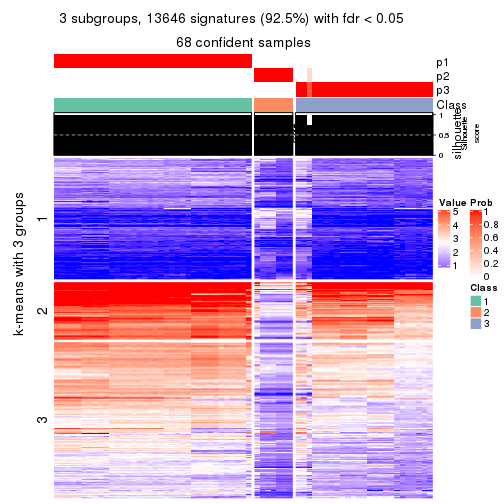 3 subgroups, 13646 signatures (92.5%) with fdr < 0.05
68 confident samples
p1
p2
p3
Class
1
0.5
0
silhouette
Silhouette
score
k-means with 3 groups
1
2
3
Value
5
4
3
2
1
Prob
1
0.8
0.6
0.4
0.2
0
Class
1
2
3